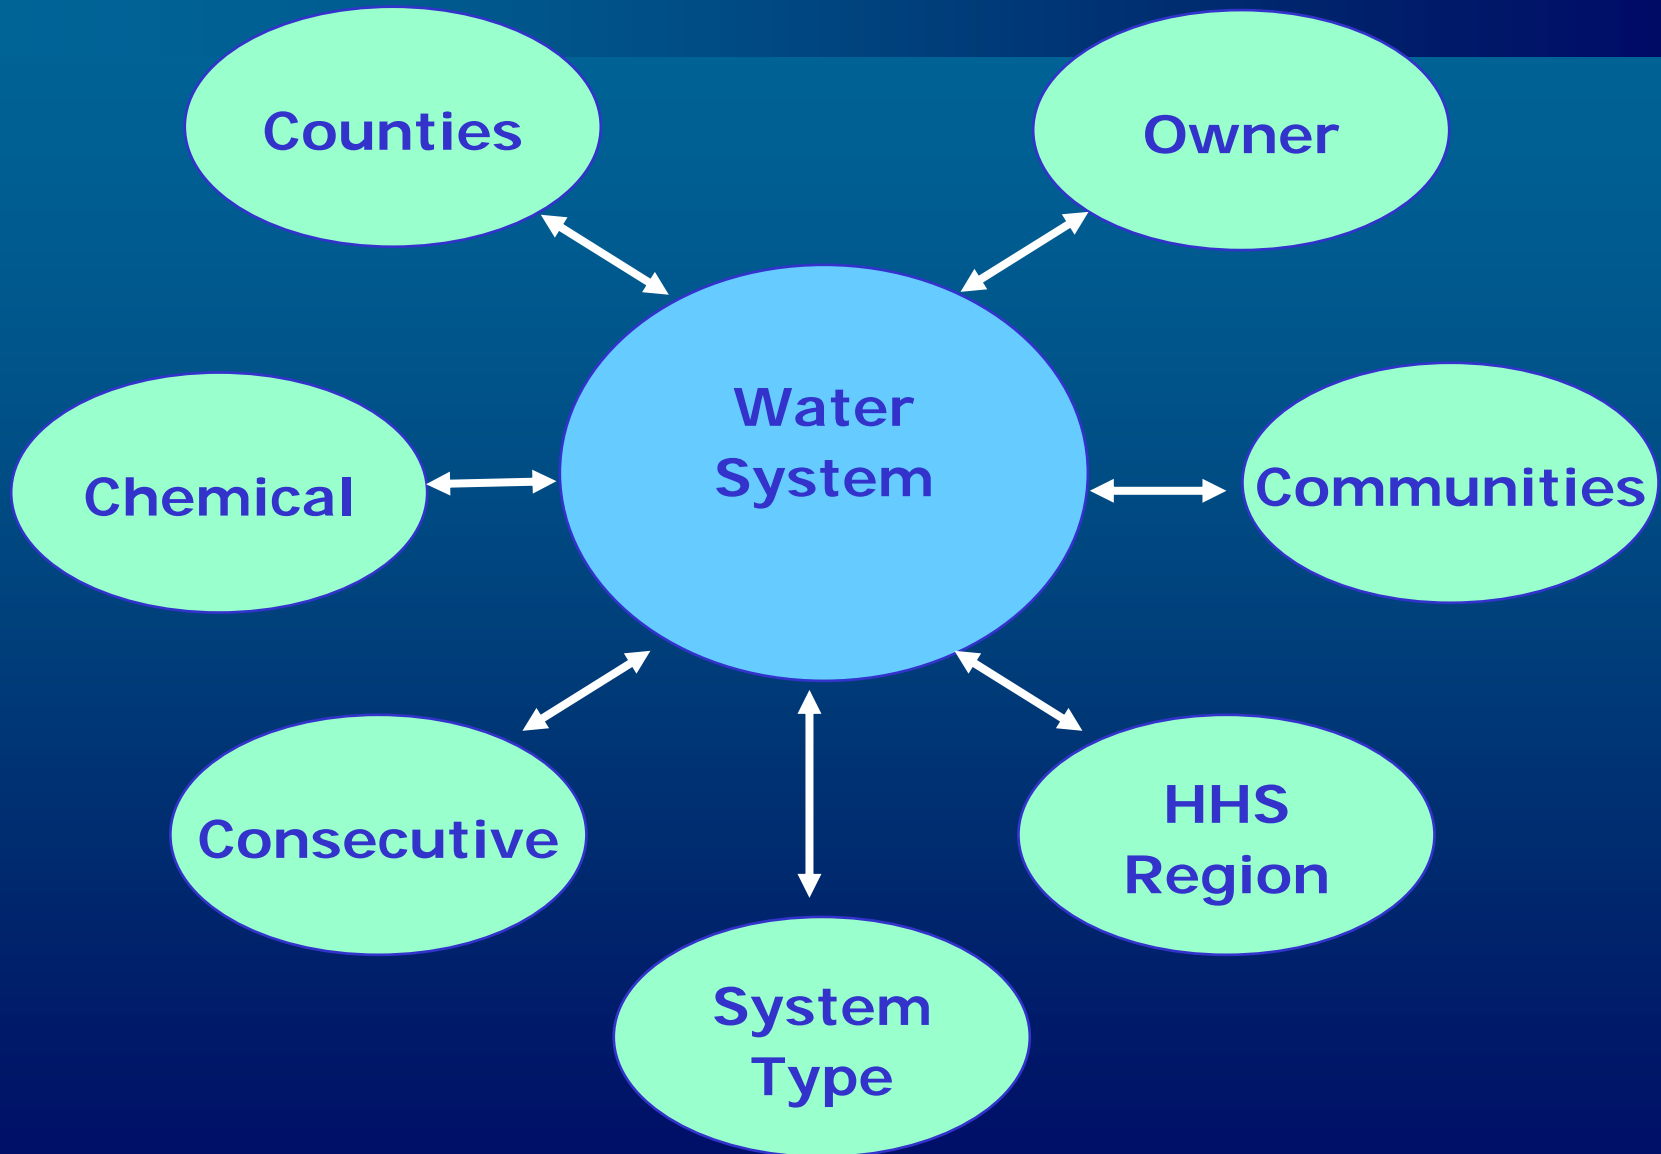 Counties
Owner
Water
System
Chemical
Communities
Consecutive
HHS
Region
System
Type